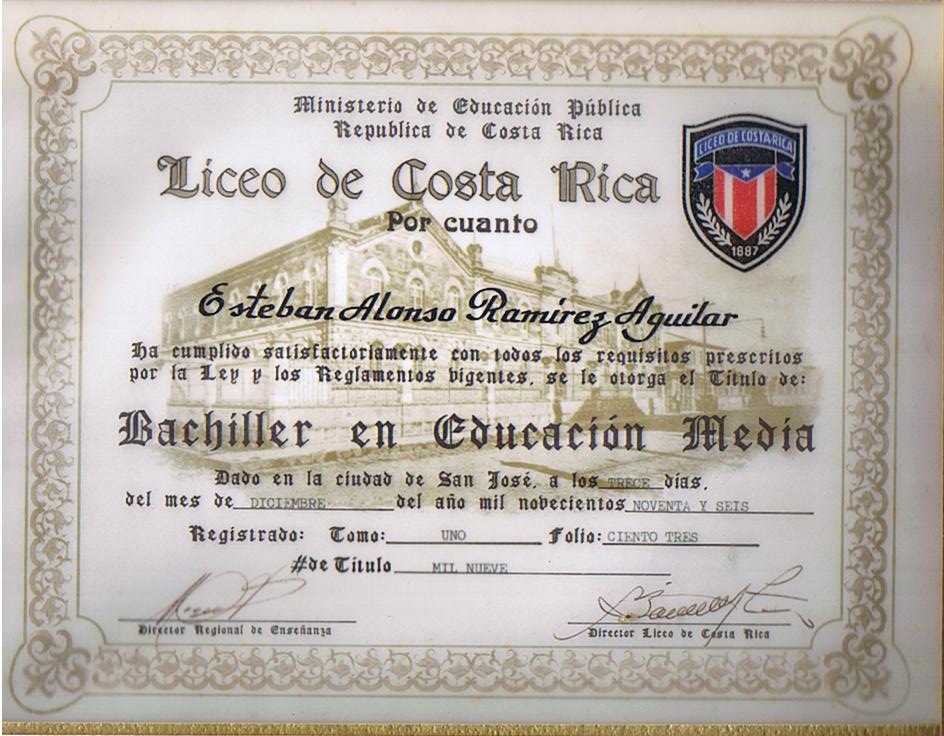 Ministerio de Educación Pública
Republica de Costa Rica
Liceo de Costa Rica
LICEO DE COSTA RICA
1887
Por cuanto
Esteban Alonso Ramírez Aguilar
Ha cumplido satisfactoriamente con todos los requisitos prescritos
por la Ley y los Reglamentos vigentes, se le otorga el Título de:
Bachiller en Educación Media
Dado en la ciudad de San José, a los TRECE días,
del mes de DICIEMBRE del año mil novecientos NOVENTA Y SEIS
Registrado: Tomo: UNO Folio: CIENTO TRES
#de Titulo MIL NUEVE
Director Regional de Enseñanza
Director Liceo de Costa Rica